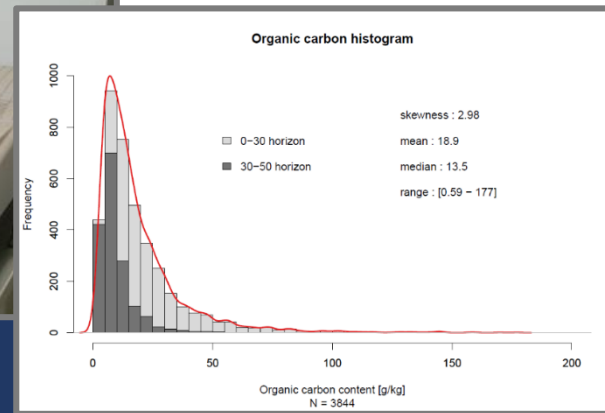 Organic carbon histogram
skewness : 2.98
mean : 18.9
median : 13.5
range : [0.59 − 177]
0−30 horizon
30−50 horizon
Frequency
1000
800
600
400
200
0
0
50
100
150
200
Organic carbon content [g/kg]
N = 3844